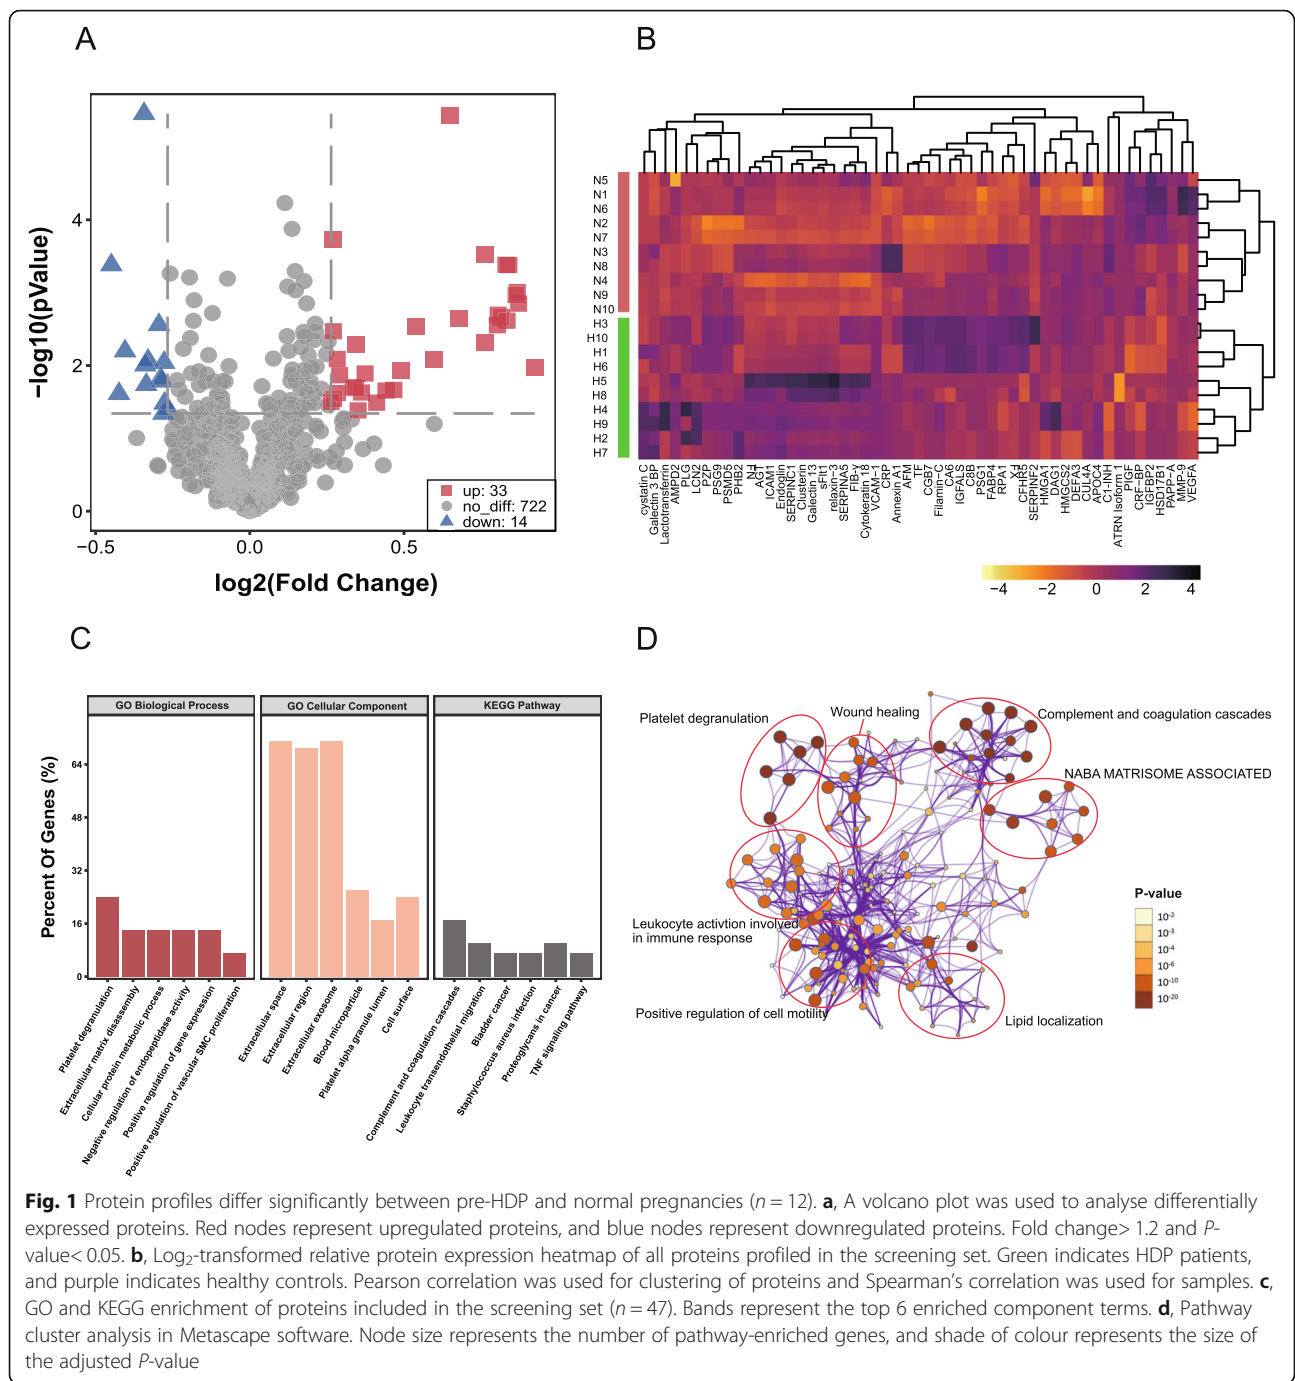 A
−log10(pValue)
4
2
0
−0.5
0.0
0.5
log2(Fold Change)
up: 33
no_diff: 722
down: 14
B
N5
N1
N6
N2
N7
N3
N8
N4
N9
N10
H3
H10
H1
H6
H5
H8
H4
H9
H2
H7
cystatin C
Galectin 3 BP
Lactotransferrin
AMPD2
PLG
LCN2
PZP
PSG9
PSMD5
PHB2
FN
AGT
ICAM1
Endoglin
SERPINC1
Clusterin
Galectin 13
sFlt1
relaxin−3
SERPINA5
FIB-γ
Cytokeratin 18
VCAM−1
CRP
Annexin A1
AFM
TF
CGB7
Filamin−C
CA6
IGFALS
C8B
PSG1
FABP4
RPA1
FX
CFHR5
SERPINF2
HMGA1
DAG1
HMGCS2
DEFA3
CUL4A
APOC4
C1-INH
ATRN Isoform 1
PlGF
CRF-BP
IGFBP2
HSD17B1
PAPP−A
MMP−9
VEGFA
−4
−2
0
2
4
C
GO Biological Process
GO Cellular Component
KEGG Pathway
Percent Of Genes (%)
64
48
32
16
0
Platelet degranulation
Extracellular matrix disassembly
Cellular protein metabolic process
Negative regulation of endopeptidase activity
Positive regulation of gene expression
Positive regulation of vascular SMC proliferation
Extracellular space
Extracellular region
Extracellular exosome
Blood microparticle
Platelet alpha granule lumen
Cell surface
Complement and coagulation cascades
Leukocyte transendothelial migration
Bladder cancer
Staphylococcus aureus infection
Proteoglycans in cancer
TNF signaling pathway
D
Platelet degranulation
Wound healing
Complement and coagulation cascades
NABA MATRISOME ASSOCIATED
Leukocyte activtion involved
in immune response
Positive regulation of cell motility
Lipid localization
P-value
10-2
10-3
10-4
10-6
10-10
10-20
Fig. 1 Protein profiles differ significantly between pre-HDP and normal pregnancies (n = 12). a, A volcano plot was used to analyse differentially
expressed proteins. Red nodes represent upregulated proteins, and blue nodes represent downregulated proteins. Fold change> 1.2 and P-
value< 0.05. b, Log2-transformed relative protein expression heatmap of all proteins profiled in the screening set. Green indicates HDP patients,
and purple indicates healthy controls. Pearson correlation was used for clustering of proteins and Spearman’s correlation was used for samples. c,
GO and KEGG enrichment of proteins included in the screening set (n = 47). Bands represent the top 6 enriched component terms. d, Pathway
cluster analysis in Metascape software. Node size represents the number of pathway-enriched genes, and shade of colour represents the size of
the adjusted P-value